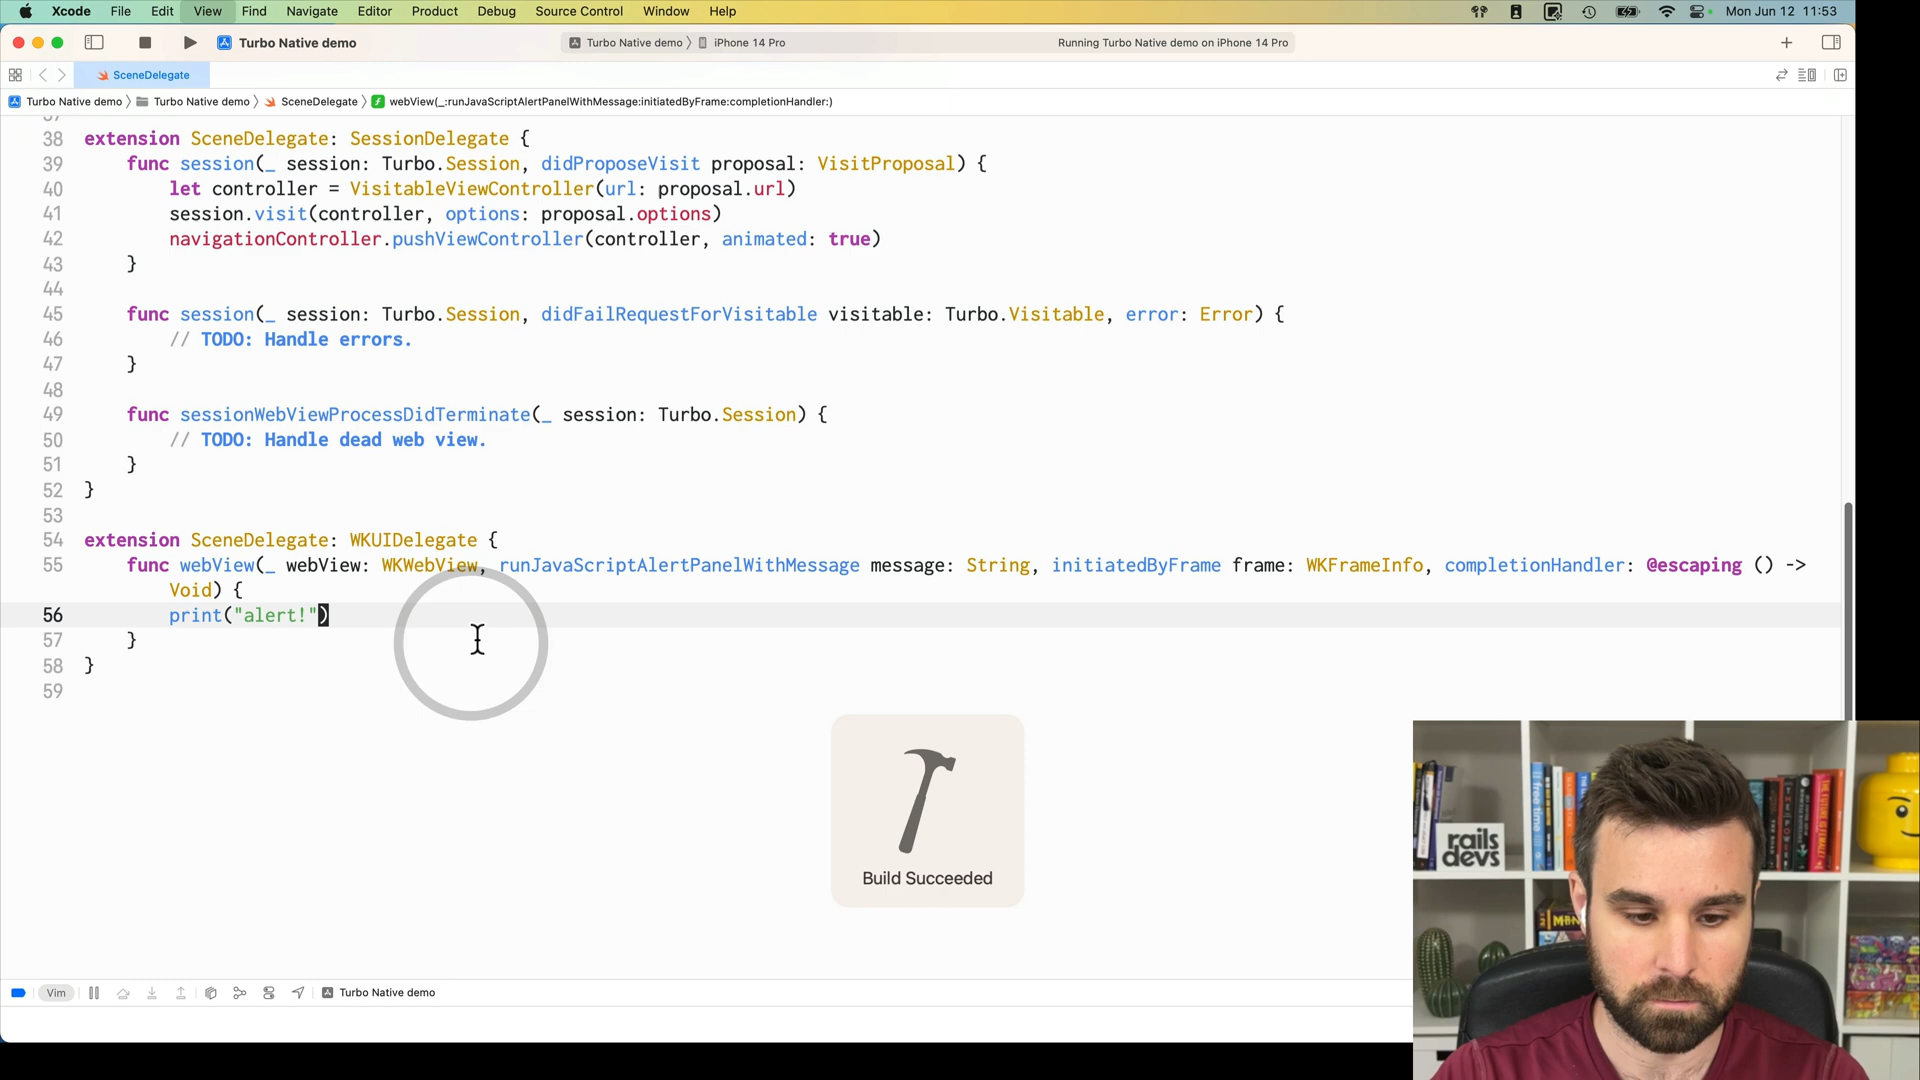 Xcode File Edit View Find Navigate Editor Product Debug Source Control Window Help Mon Jun 12 11:53
Turbo Native demo Turbo Native demo 〉 iPhone 14 Pro Running Turbo Native demo on iPhone 14 Pro
SceneDelegate
Turbo Native demo 〉 Turbo Native demo 〉 SceneDelegate 〉 webView(_:runJavaScriptAlertPanelWithMessage:initiatedByFrame:completionHandler:)
37
38 extension SceneDelegate: SessionDelegate {
39 func session(_ session: Turbo.Session, didProposeVisit proposal: VisitProposal) {
40 let controller = VisitableViewController(url: proposal.url)
41 session.visit(controller, options: proposal.options)
42 navigationController.pushViewController(controller, animated: true)
43 }
44
45 func session(_ session: Turbo.Session, didFailRequestForVisitable visitable: Turbo.Visitable, error: Error) {
46 // TODO: Handle errors.
47 }
48
49 func sessionWebViewProcessDidTerminate(_ session: Turbo.Session) {
50 // TODO: Handle dead web view.
51 }
52 }
53
54 extension SceneDelegate: WKUIDelegate {
55 func webView(_ webView: WKWebView, runJavaScriptAlertPanelWithMessage message: String, initiatedByFrame frame: WKFrameInfo, completionHandler: @escaping () ->
Void) {
56 print("alert!")
57 }
58 }
59
Build Succeeded
rails
devs
free time
Vim Turbo Native demo